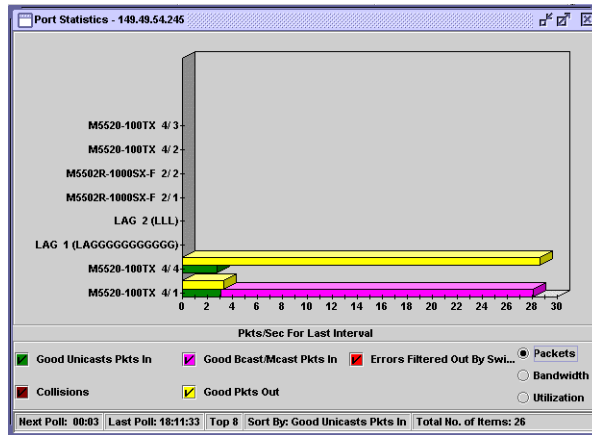 Port Statistics - 149.49.54.245
M5520-100TX 4/ 3
M5520-100TX 4/ 2
M5502R-1000SX-F 2/ 2
M5502R-1000SX-F 2/ 1
LAG 2 (LLL)
LAG 1 (LAGGGGGGGGGGG)
M5520-100TX 4/ 4
M5520-100TX 4/ 1
0 2 4 6 8 10 12 14 16 18 20 22 24 26 28 30
Pkts/Sec For Last Interval
Good Unicasts Pkts In
Good Bcast/Mcast Pkts In
Errors Filtered Out By Swi...
Packets
Bandwidth
Collisions
Good Pkts Out
Utilization
Next Poll: 00:03 Last Poll: 18:11:33 Top 8 Sort By: Good Unicasts Pkts In Total No. of Items: 26